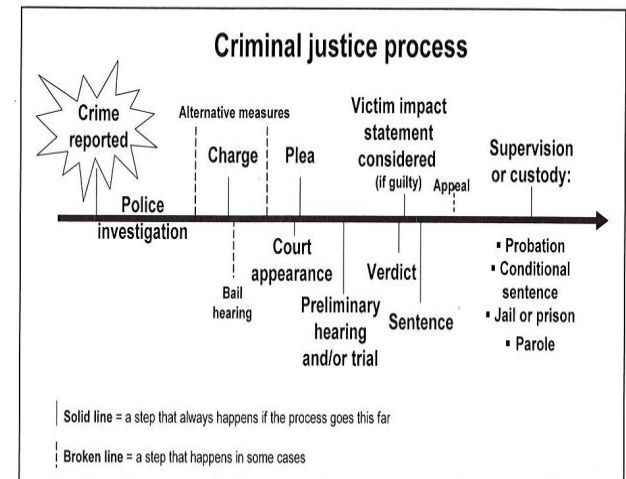 Criminal justice process
Crime
reported
Alternative measures
Charge
Plea
Victim impact
statement
considered
(if guilty)
Appeal
Supervision
or custody:
Police
investigation
Bail
hearing
Court
appearance
Preliminary
hearing
and/or trial
Verdict
Sentence
▪ Probation
▪ Conditional
sentence
▪ Jail or prison
▪ Parole
Solid line = a step that always happens if the process goes this far
Broken line = a step that happens in some cases